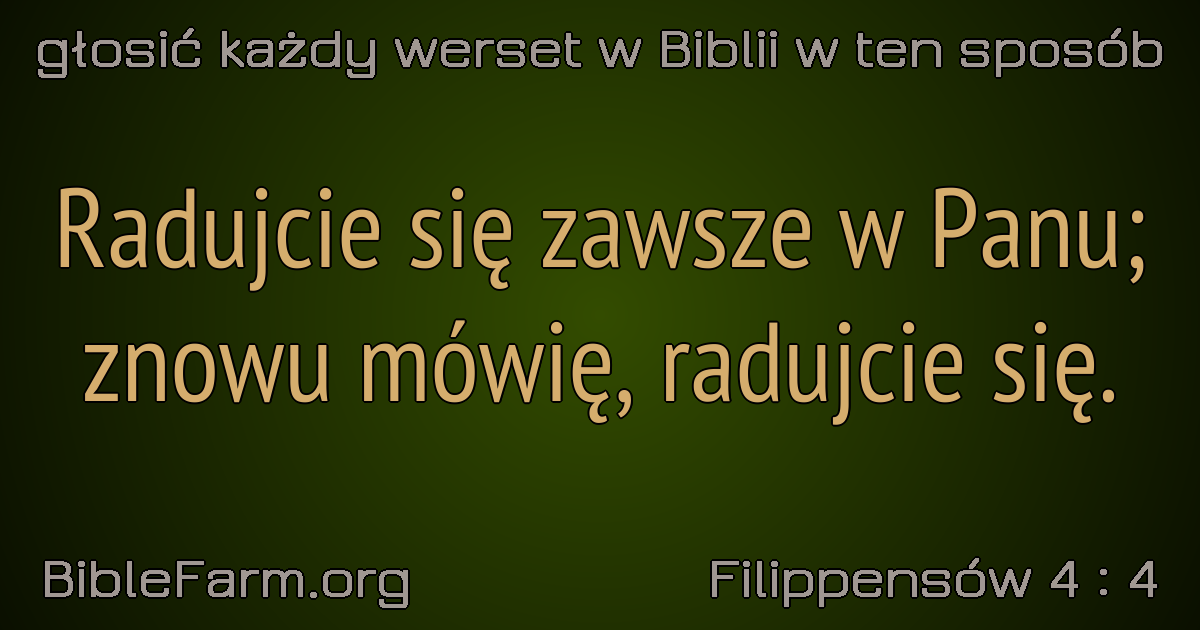 głosić każdy werset w Biblii w ten sposób
Radujcie się zawsze w Panu;
znowu mówię, radujcie się.
BibleFarm.org
Filippensów 4 : 4